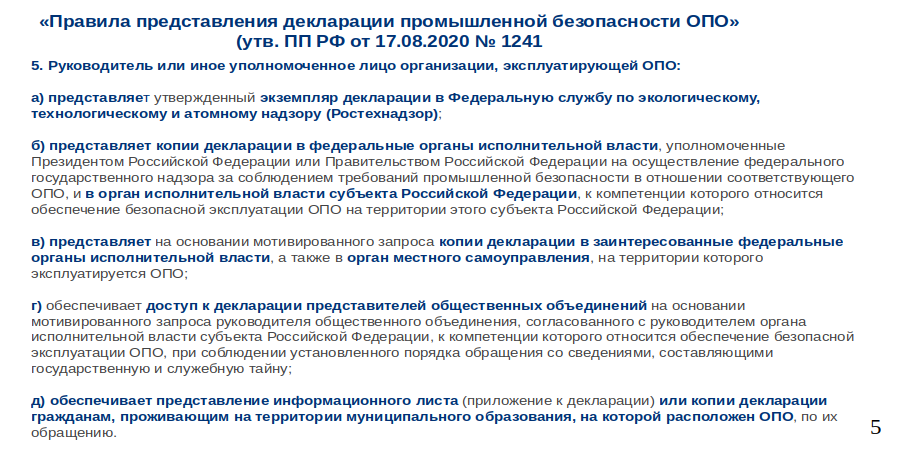 «Правила представления декларации промышленной безопасности ОПО»
(утв. ПП РФ от 17.08.2020 № 1241
5. Руководитель или иное уполномоченное лицо организации, эксплуатирующей ОПО:
а) представляет утвержденный экземпляр декларации в Федеральную службу по экологическому,
технологическому и атомному надзору (Ростехнадзор);
б) представляет копии декларации в федеральные органы исполнительной власти, уполномоченные
Президентом Российской Федерации или Правительством Российской Федерации на осуществление федерального
государственного надзора за соблюдением требований промышленной безопасности в отношении соответствующего
ОПО, и в орган исполнительной власти субъекта Российской Федерации, к компетенции которого относится
обеспечение безопасной эксплуатации ОПО на территории этого субъекта Российской Федерации;
в) представляет на основании мотивированного запроса копии декларации в заинтересованные федеральные
органы исполнительной власти, а также в орган местного самоуправления, на территории которого
эксплуатируется ОПО;
г) обеспечивает доступ к декларации представителей общественных объединений на основании
мотивированного запроса руководителя общественного объединения, согласованного с руководителем органа
исполнительной власти субъекта Российской Федерации, к компетенции которого относится обеспечение безопасной
эксплуатации ОПО, при соблюдении установленного порядка обращения со сведениями, составляющими
государственную и служебную тайну;
д) обеспечивает представление информационного листа (приложение к декларации) или копии декларации
гражданам, проживающим на территории муниципального образования, на которой расположен ОПО, по их
обращению.
5